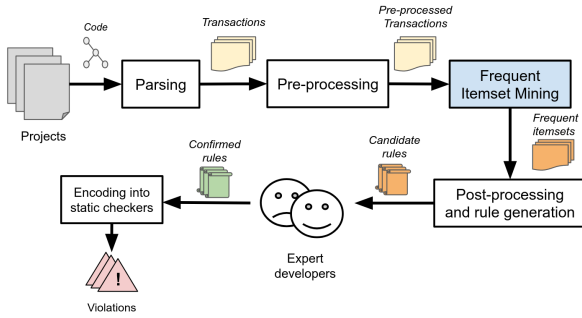 Code
Transactions
Pre-processed
Transactions
Parsing
Pre-processing
Frequent
Itemset Mining
Projects
Frequent
itemsets
Confirmed
rules
Candidate
rules
Encoding into
static checkers
Post-processing
and rule generation
Expert
developers
!
Violations